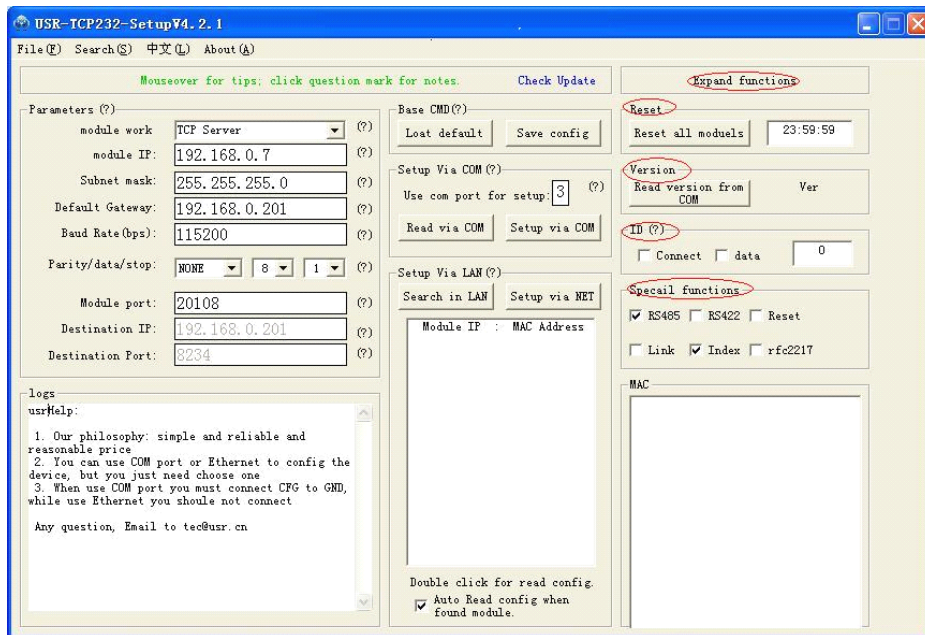 USR-TCP232-SetupV4.2.1
File(F) Search(S) 中文(L) About(A)
Mouseover for tips; click question mark for notes. Check Update
Expand functions
Parameters (?)
module work TCP Server (?)
module IP: 192.168.0.7 (?)
Subnet mask: 255.255.255.0 (?)
Default Gateway: 192.168.0.201 (?)
Baud Rate(bps): 115200 (?)
Parity/data/stop: NONE 8 1 (?)
Module port: 20108 (?)
Destination IP: 192.168.0.201 (?)
Destination Port: 8234 (?)
logs
usrHelp:
1. Our philosophy: simple and reliable and
reasonable price
2. You can use COM port or Ethernet to config the
device, but you just need choose one
3. When use COM port you must connect CFG to GND,
while use Ethernet you shoule not connect
Any question, Email to tec@usr.cn
Base CMD(?)
Loat default Save config
Setup Via COM(?)
Use com port for setup: 3 (?)
Read via COM Setup via COM
Setup Via LAN(?)
Search in LAN Setup via NET
Module IP : MAC Address
Double click for read config.
Auto Read config when
found module.
Reset
Reset all moduels 23:59:59
Version
Read version from
COM
Ver
ID(?)
Connect data 0
Specail functions
RS485 RS422 Reset
Link Index rfc2217
MAC